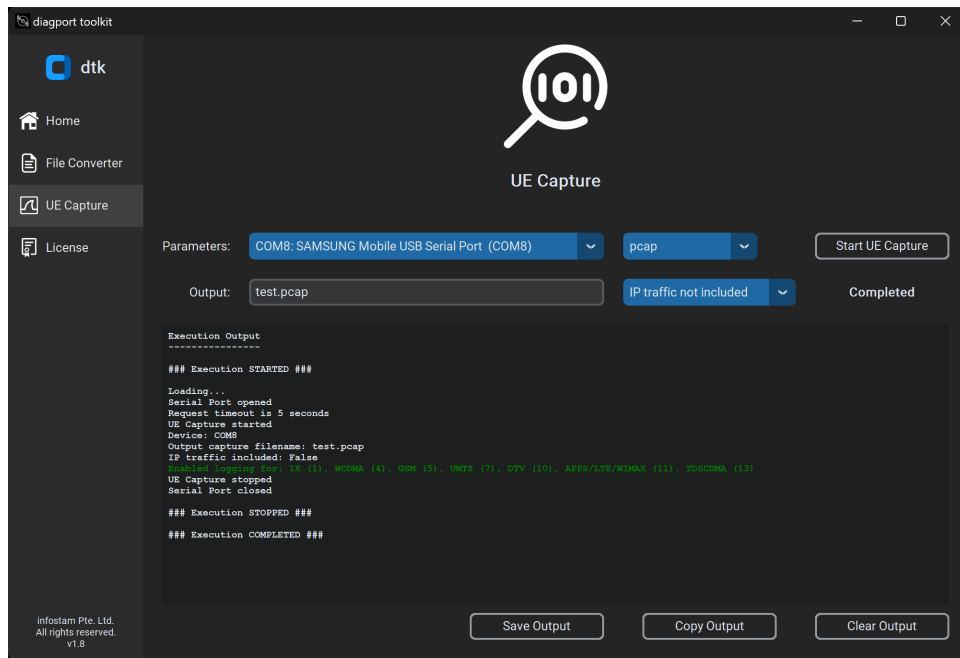 diagport toolkit
dtk
Home
File Converter
UE Capture
License
101
UE Capture
Parameters: COM8: SAMSUNG Mobile USB Serial Port (COM8) pcap Start UE Capture
Output: test.pcap IP traffic not included Completed
Execution Output
----------------
### Execution STARTED ###
Loading...
Serial Port opened
Request timeout is 5 seconds
UE Capture started
Device: COM8
Output capture filename: test.pcap
IP traffic included: False
Enabled logging for: 1X (1), WCDMA (4), GSM (5), UMTS (7), DTV (10), APPS/LTE/WIMAX (11), TDSCDMA (13)
UE Capture stopped
Serial Port closed
### Execution STOPPED ###
### Execution COMPLETED ###
Save Output Copy Output Clear Output
infostam Pte. Ltd.
All rights reserved.
v1.8